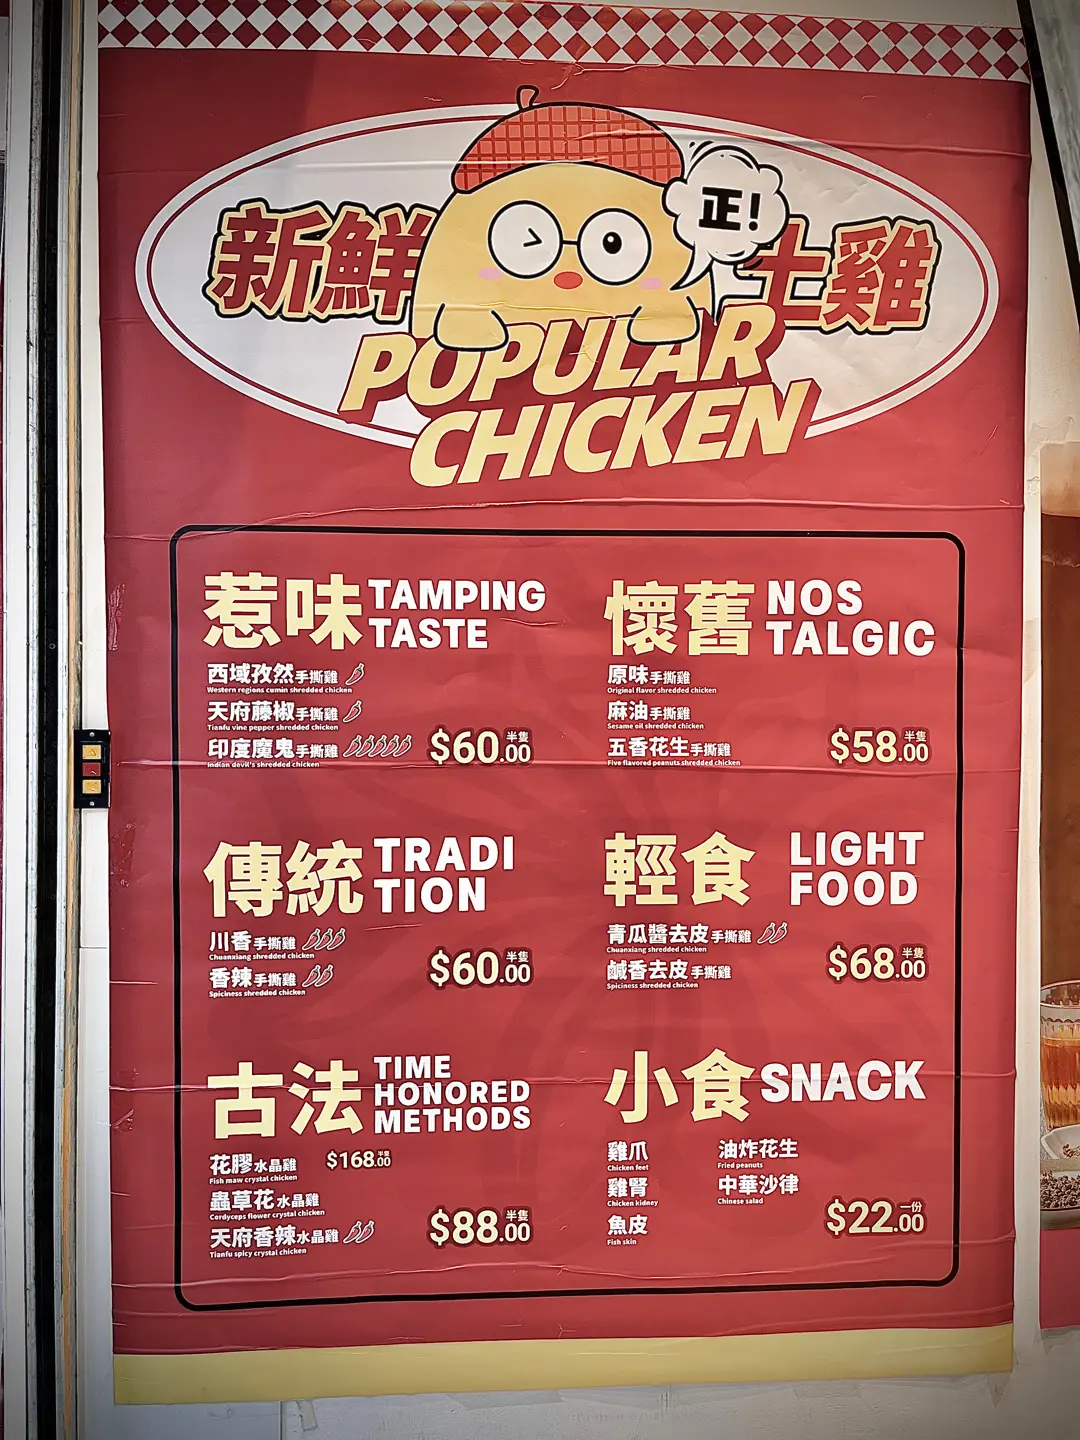 新鮮
正!
土雞
POPULAR
CHICKEN
惹味 TAMPING
TASTE
西域孜然手撕雞
Western regions cumin shredded chicken
天府藤椒手撕雞
Tianfu vine pepper shredded chicken
印度魔鬼手撕雞
Indian devil's shredded chicken
$60.00 半隻
懷舊 NOS
TALGIC
原味手撕雞
Original flavor shredded chicken
麻油手撕雞
Sesame oil shredded chicken
五香花生手撕雞
Five flavored peanuts shredded chicken
$58.00 半隻
傳統 TRADI
TION
川香手撕雞
Chuanxiang shredded chicken
香辣手撕雞
Spiciness shredded chicken
$60.00 半隻
輕食 LIGHT
FOOD
青瓜醬去皮手撕雞
Chuanxiang shredded chicken
鹹香去皮手撕雞
Spiciness shredded chicken
$68.00 半隻
古法 TIME
HONORED
METHODS
花膠水晶雞 $168.00 半隻
Fish maw crystal chicken
蟲草花水晶雞
Cordyceps flower crystal chicken
天府香辣水晶雞
Tianfu spicy crystal chicken
$88.00 半隻
小食 SNACK
雞爪
Chicken feet
雞腎
Chicken kidney
魚皮
Fish skin
油炸花生
Fried peanuts
中華沙律
Chinese salad
$22.00 一份